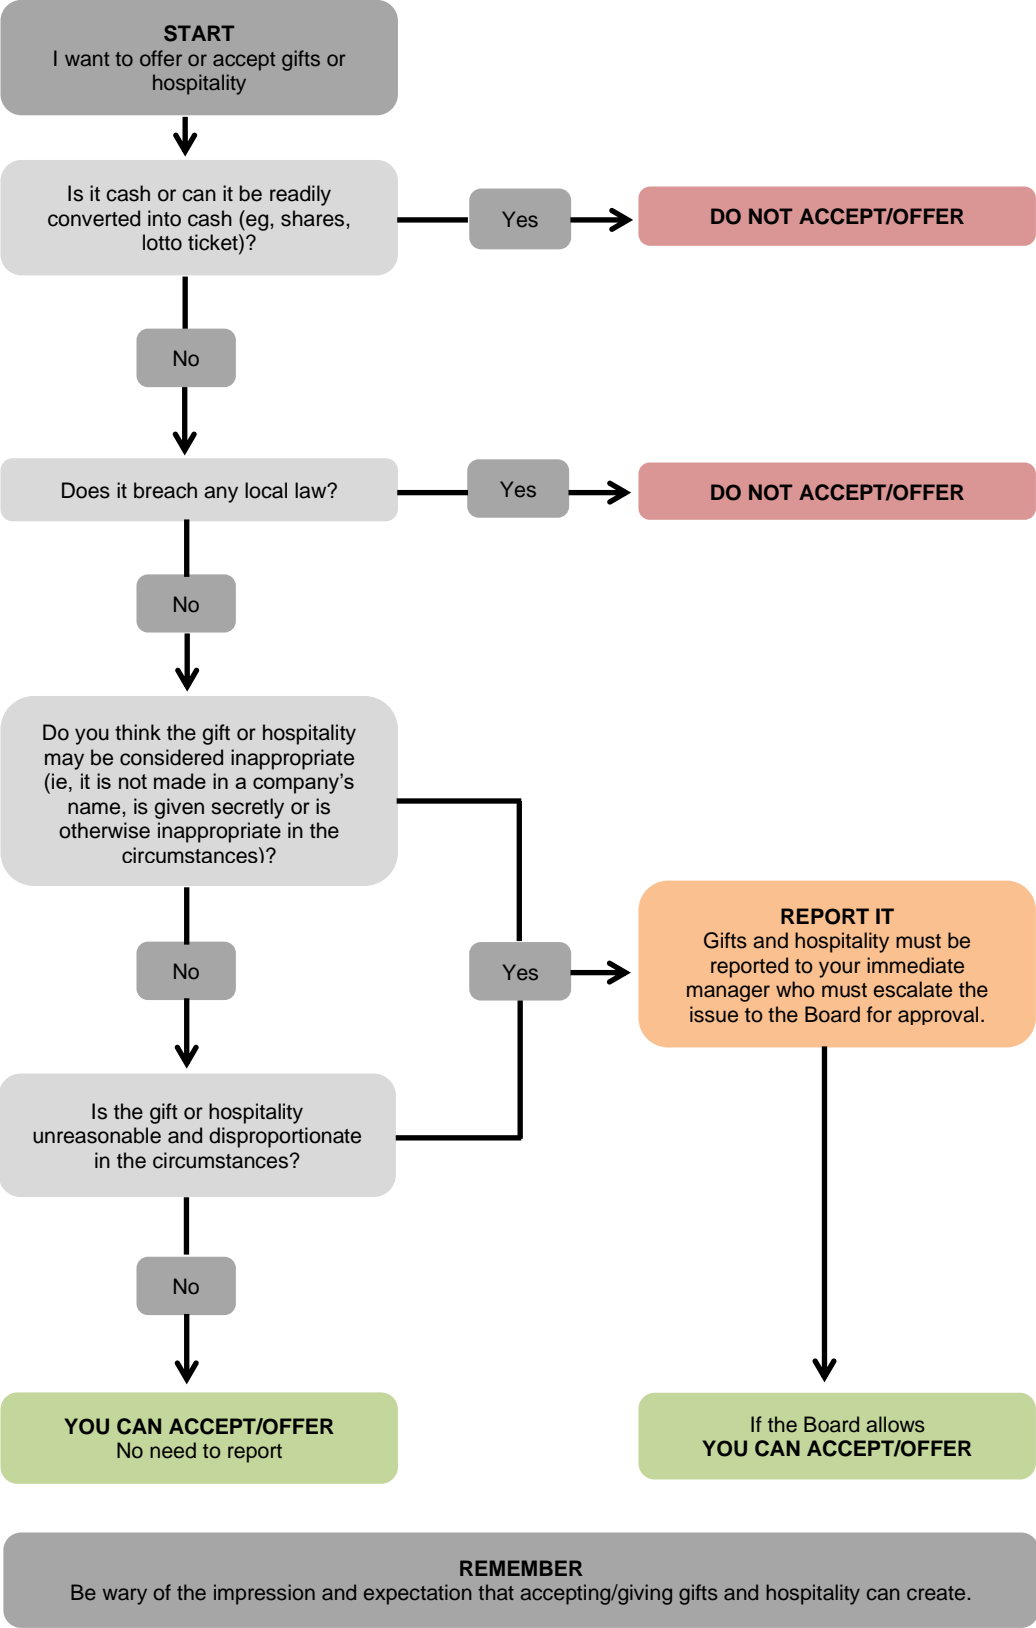 START
I want to offer or accept gifts or
hospitality
Is it cash or can it be readily
converted into cash (eg, shares,
lotto ticket)?
Yes
DO NOT ACCEPT/OFFER
No
Does it breach any local law?
Yes
DO NOT ACCEPT/OFFER
No
Do you think the gift or hospitality
may be considered inappropriate
(ie, it is not made in a company’s
name, is given secretly or is
otherwise inappropriate in the
circumstances)?
No
Yes
REPORT IT
Gifts and hospitality must be
reported to your immediate
manager who must escalate the
issue to the Board for approval.
Is the gift or hospitality
unreasonable and disproportionate
in the circumstances?
No
YOU CAN ACCEPT/OFFER
No need to report
If the Board allows
YOU CAN ACCEPT/OFFER
REMEMBER
Be wary of the impression and expectation that accepting/giving gifts and hospitality can create.